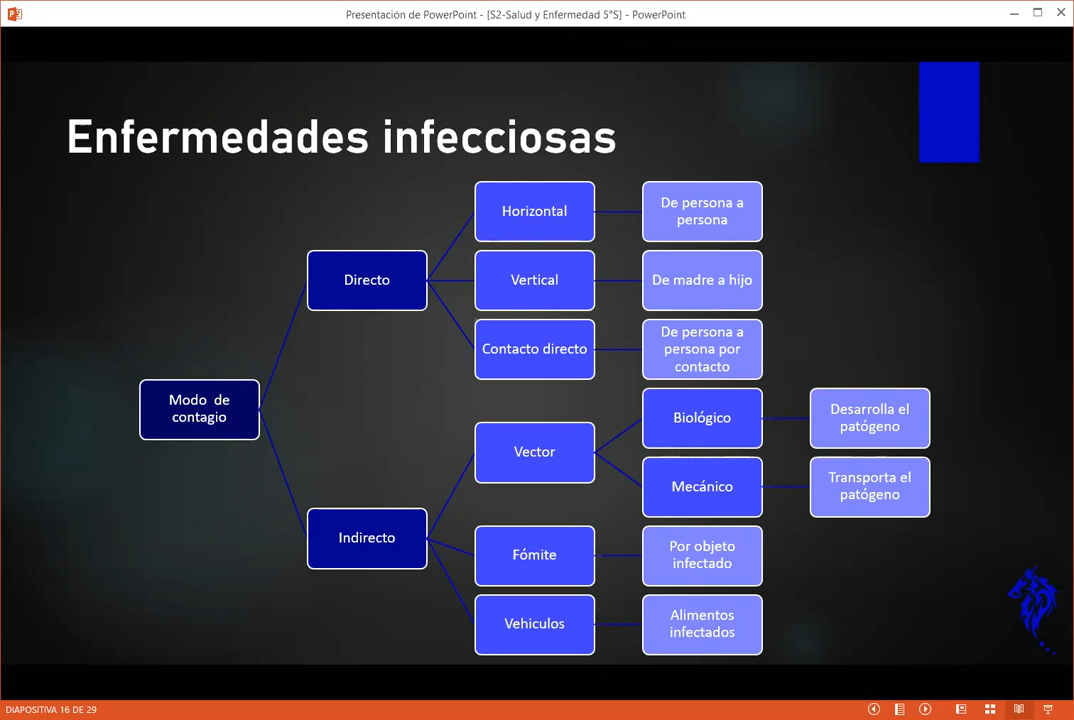 Presentación de PowerPoint - [S2-Salud y Enfermedad 5°S] - PowerPoint
Enfermedades infecciosas
Modo de
contagio
Directo
Horizontal
De persona a
persona
Vertical
De madre a hijo
Contacto directo
De persona a
persona por
contacto
Indirecto
Vector
Biológico
Desarrolla el
patógeno
Mecánico
Transporta el
patógeno
Fómite
Por objeto
infectado
Vehiculos
Alimentos
infectados
DIAPOSITIVA 16 DE 29